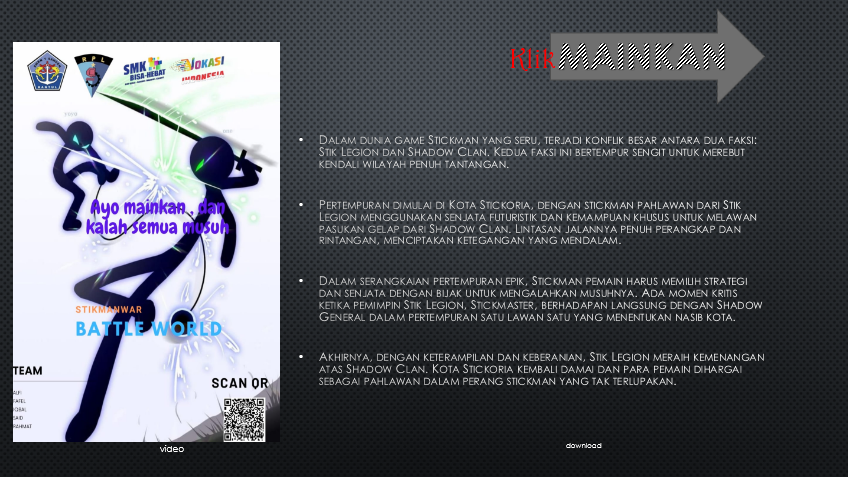 KLIK MAINKAN
RPL
SMK
BISA-HEBAT
VOKASI
INDONESIA
Ayo mainkan , dan
kalah semua musuh
STIKMANWAR
BATTLE WORLD
TEAM
ALFI
FAFEL
IQBAL
SAID
RAHMAT
SCAN QR
video
• DALAM DUNIA GAME STICKMAN YANG SERU, TERJADI KONFLIK BESAR ANTARA DUA FAKSI:
STIK LEGION DAN SHADOW CLAN. KEDUA FAKSI INI BERTEMPUR SENGIT UNTUK MEREBUT
KENDALI WILAYAH PENUH TANTANGAN.
• PERTEMPURAN DIMULAI DI KOTA STICKORIA, DENGAN STICKMAN PAHLAWAN DARI STIK
LEGION MENGGUNAKAN SENJATA FUTURISTIK DAN KEMAMPUAN KHUSUS UNTUK MELAWAN
PASUKAN GELAP DARI SHADOW CLAN. LINTASAN JALANNYA PENUH PERANGKAP DAN
RINTANGAN, MENCIPTAKAN KETEGANGAN YANG MENDALAM.
• DALAM SERANGKAIAN PERTEMPURAN EPIK, STICKMAN PEMAIN HARUS MEMILIH STRATEGI
DAN SENJATA DENGAN BIJAK UNTUK MENGALAHKAN MUSUHNYA. ADA MOMEN KRITIS
KETIKA PEMIMPIN STIK LEGION, STICKMASTER, BERHADAPAN LANGSUNG DENGAN SHADOW
GENERAL DALAM PERTEMPURAN SATU LAWAN SATU YANG MENENTUKAN NASIB KOTA.
• AKHIRNYA, DENGAN KETERAMPILAN DAN KEBERANIAN, STIK LEGION MERAIH KEMENANGAN
ATAS SHADOW CLAN. KOTA STICKORIA KEMBALI DAMAI DAN PARA PEMAIN DIHARGAI
SEBAGAI PAHLAWAN DALAM PERANG STICKMAN YANG TAK TERLUPAKAN.
download